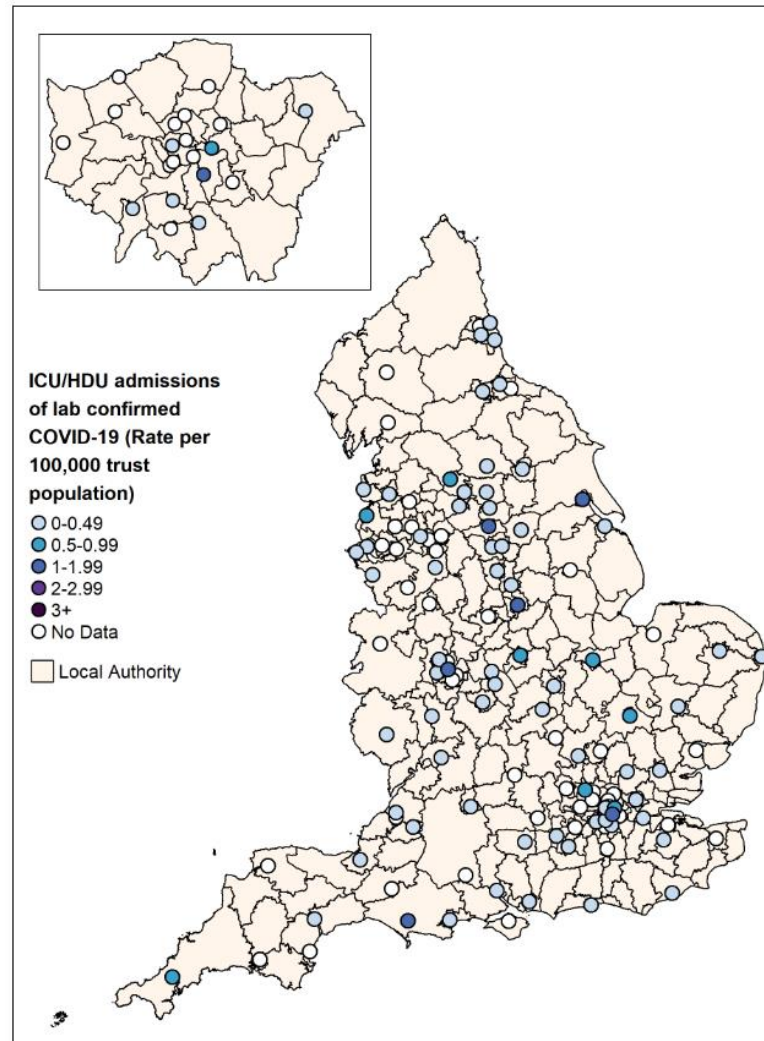 ICU/HDU admissions
of lab confirmed
COVID-19 (Rate per
100,000 trust
population)
0-0.49
0.5-0.99
1-1.99
2-2.99
3+
No Data
Local Authority